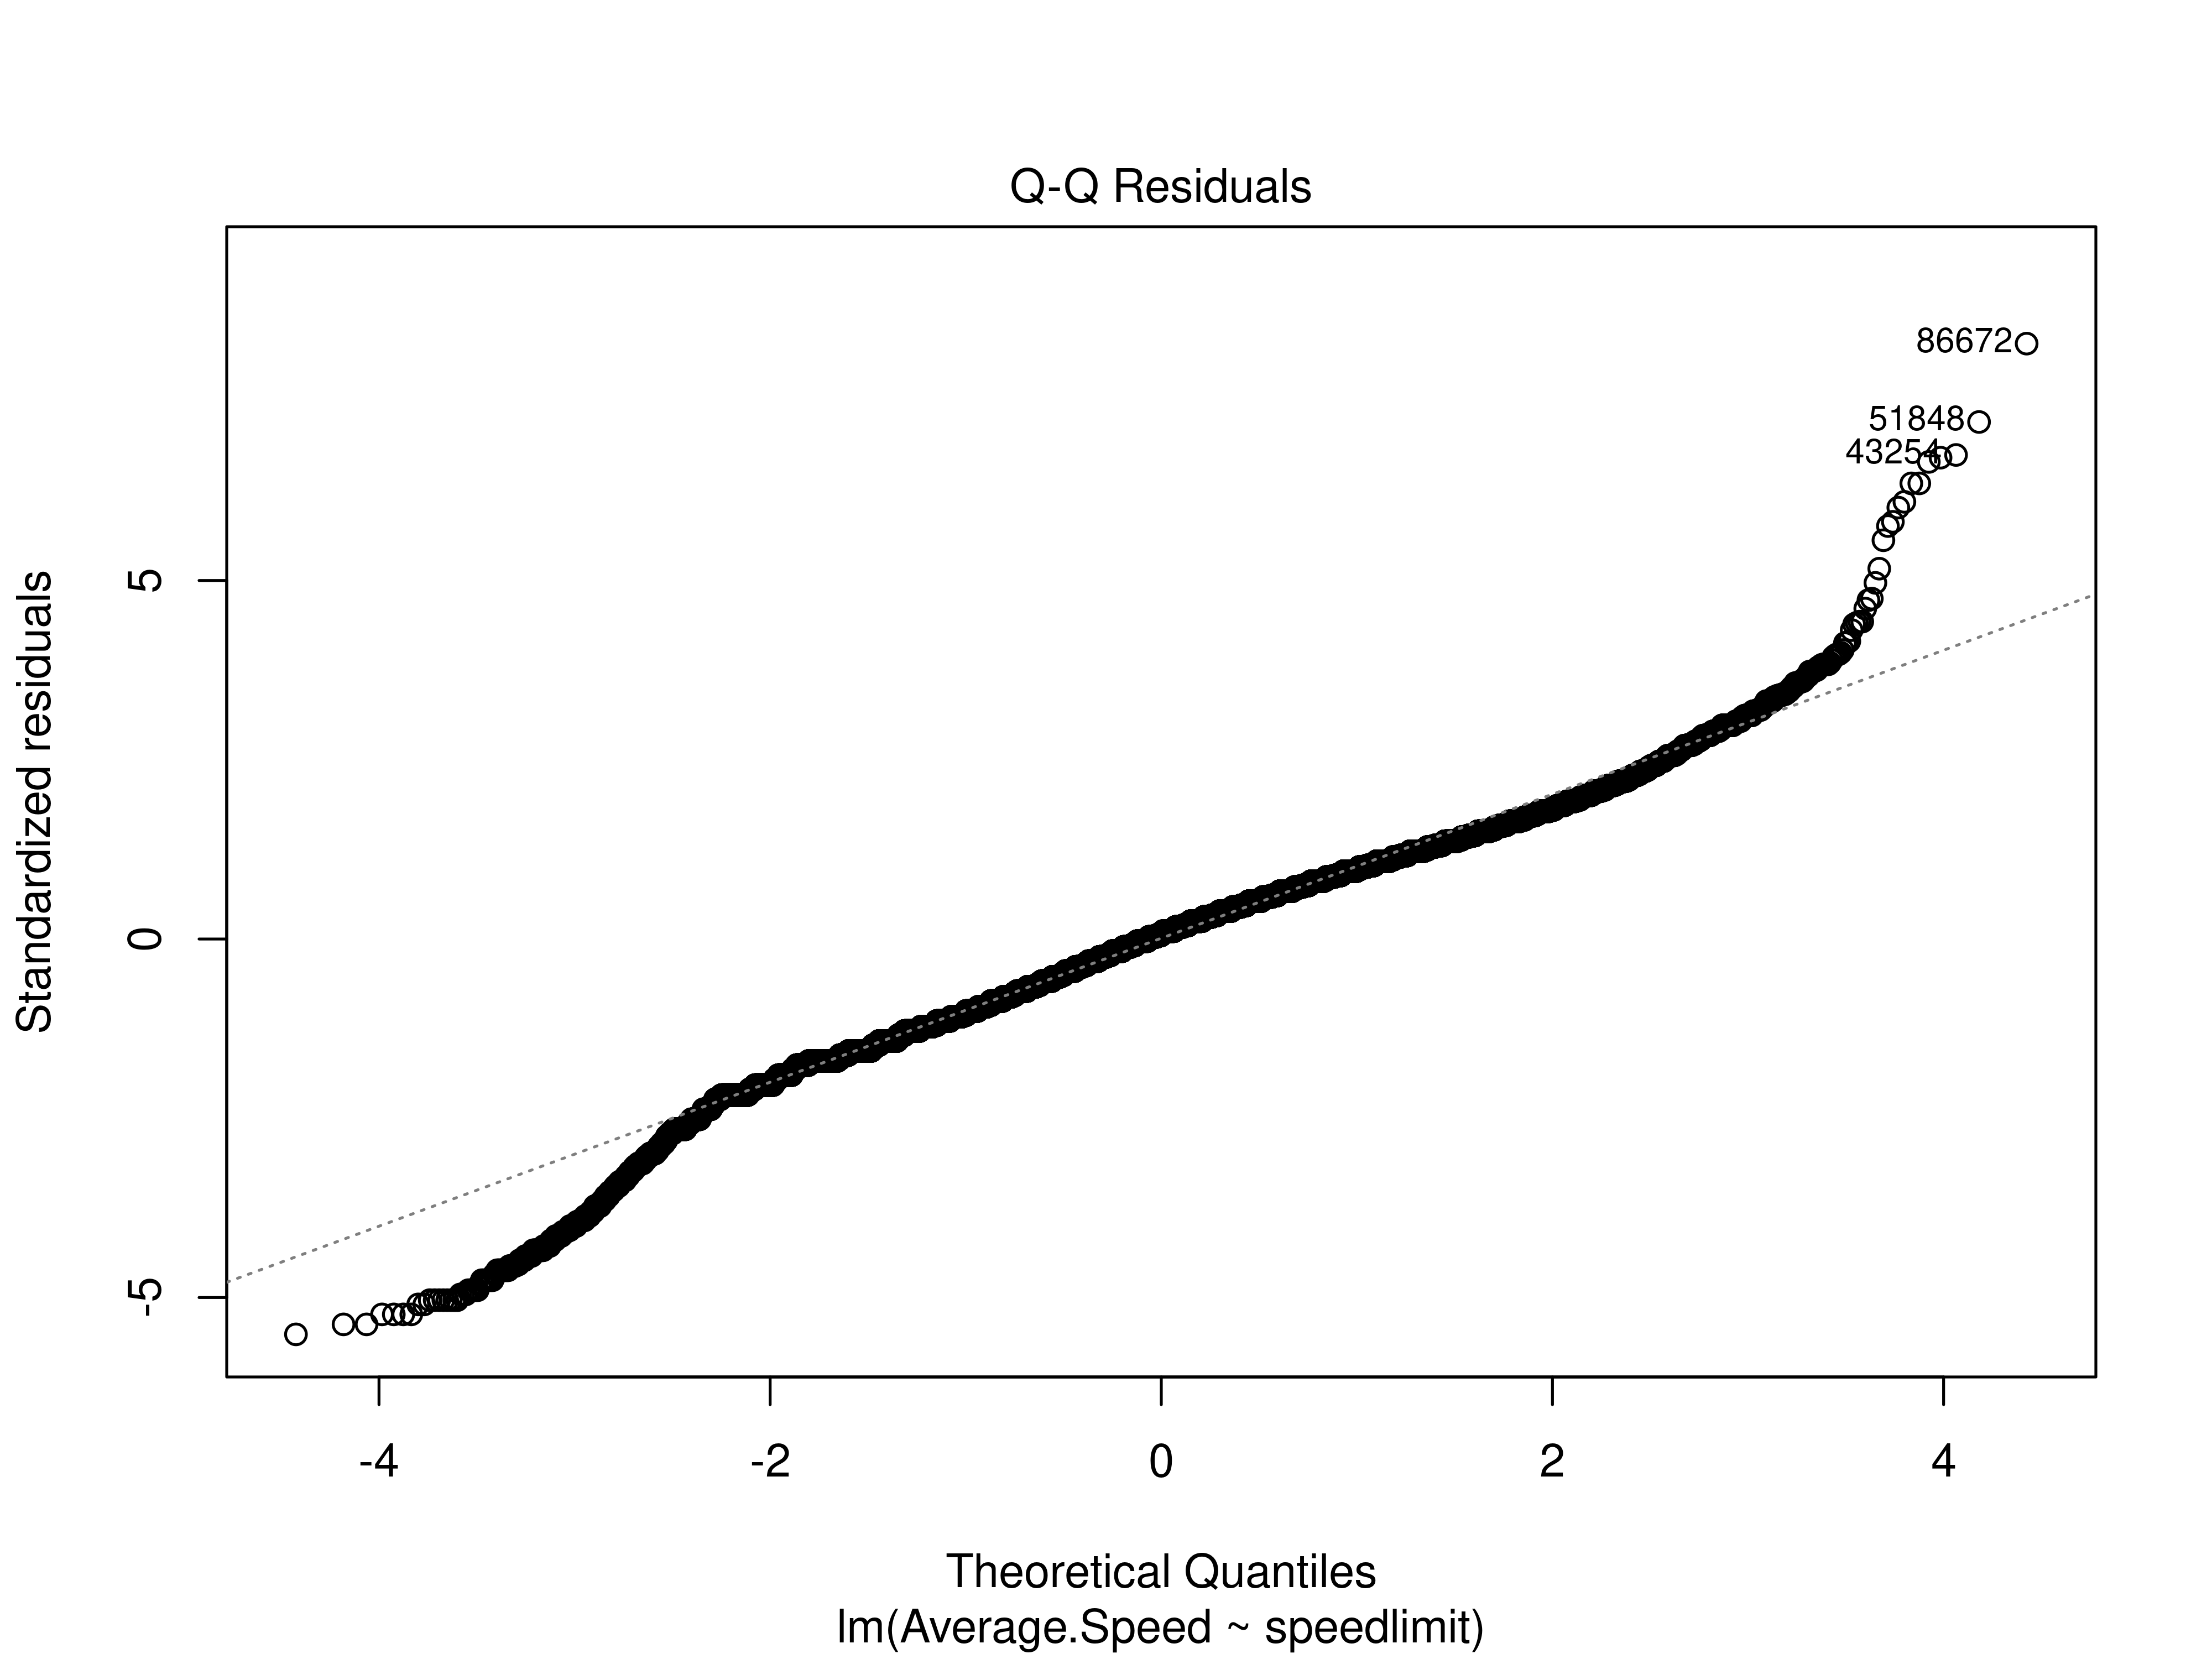 Q-Q Residuals
86672
51848
43254
Standardized residuals
5
0
-5
-4 -2 0 2 4
Theoretical Quantiles
lm(Average.Speed ~ speedlimit)